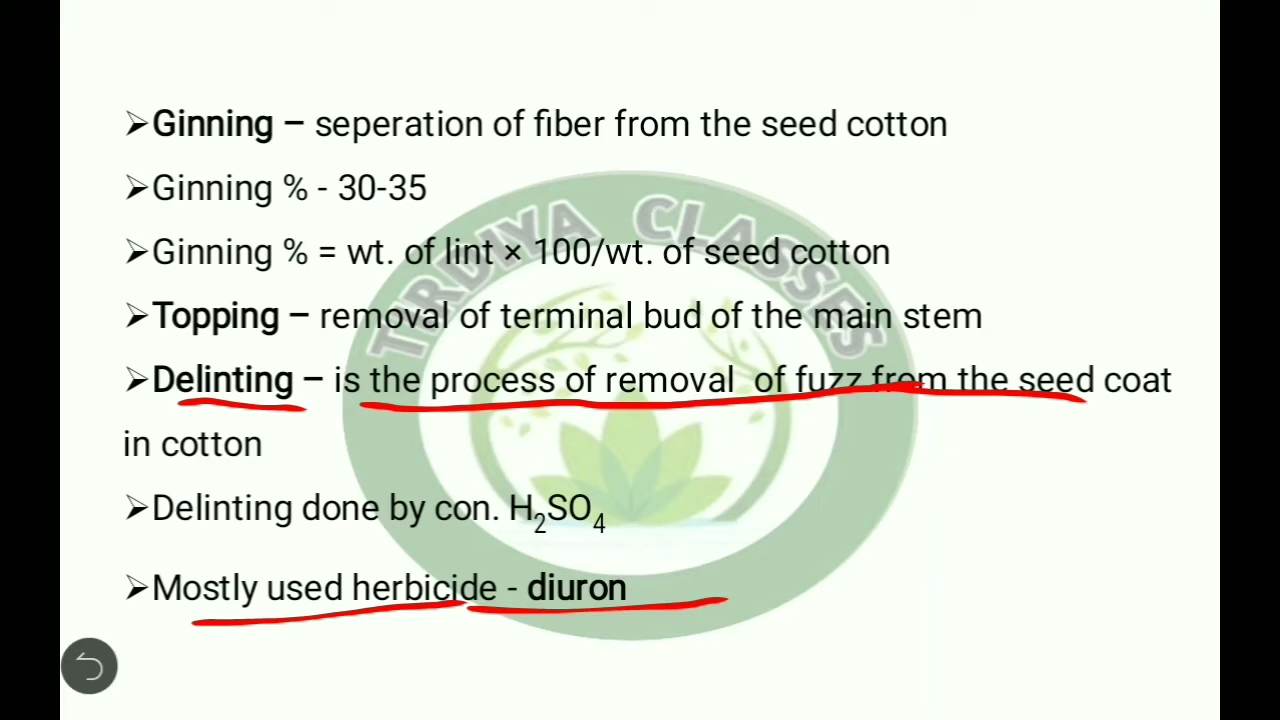 ➢Ginning – seperation of fiber from the seed cotton
➢Ginning % - 30-35
➢Ginning % = wt. of lint × 100/wt. of seed cotton
➢Topping – removal of terminal bud of the main stem
➢Delinting – is the process of removal  of fuzz from the seed coat
in cotton
➢Delinting done by con. H₂SO₄
➢Mostly used herbicide - diuron
TIRDIYA CLASSES